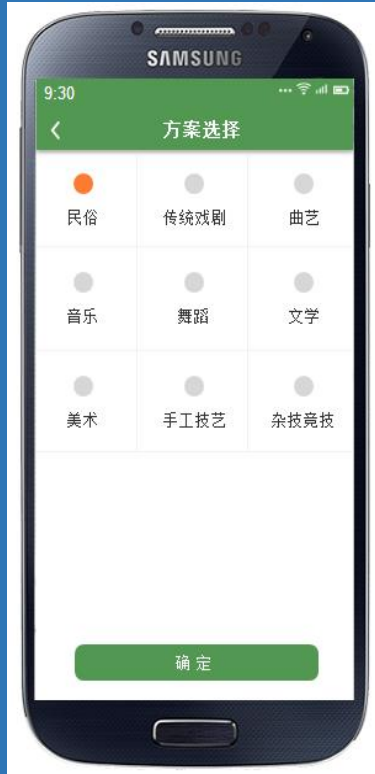 SAMSUNG
9:30
方案选择
民俗 传统戏剧 曲艺
音乐 舞蹈 文学
美术 手工技艺 杂技竟技
确定